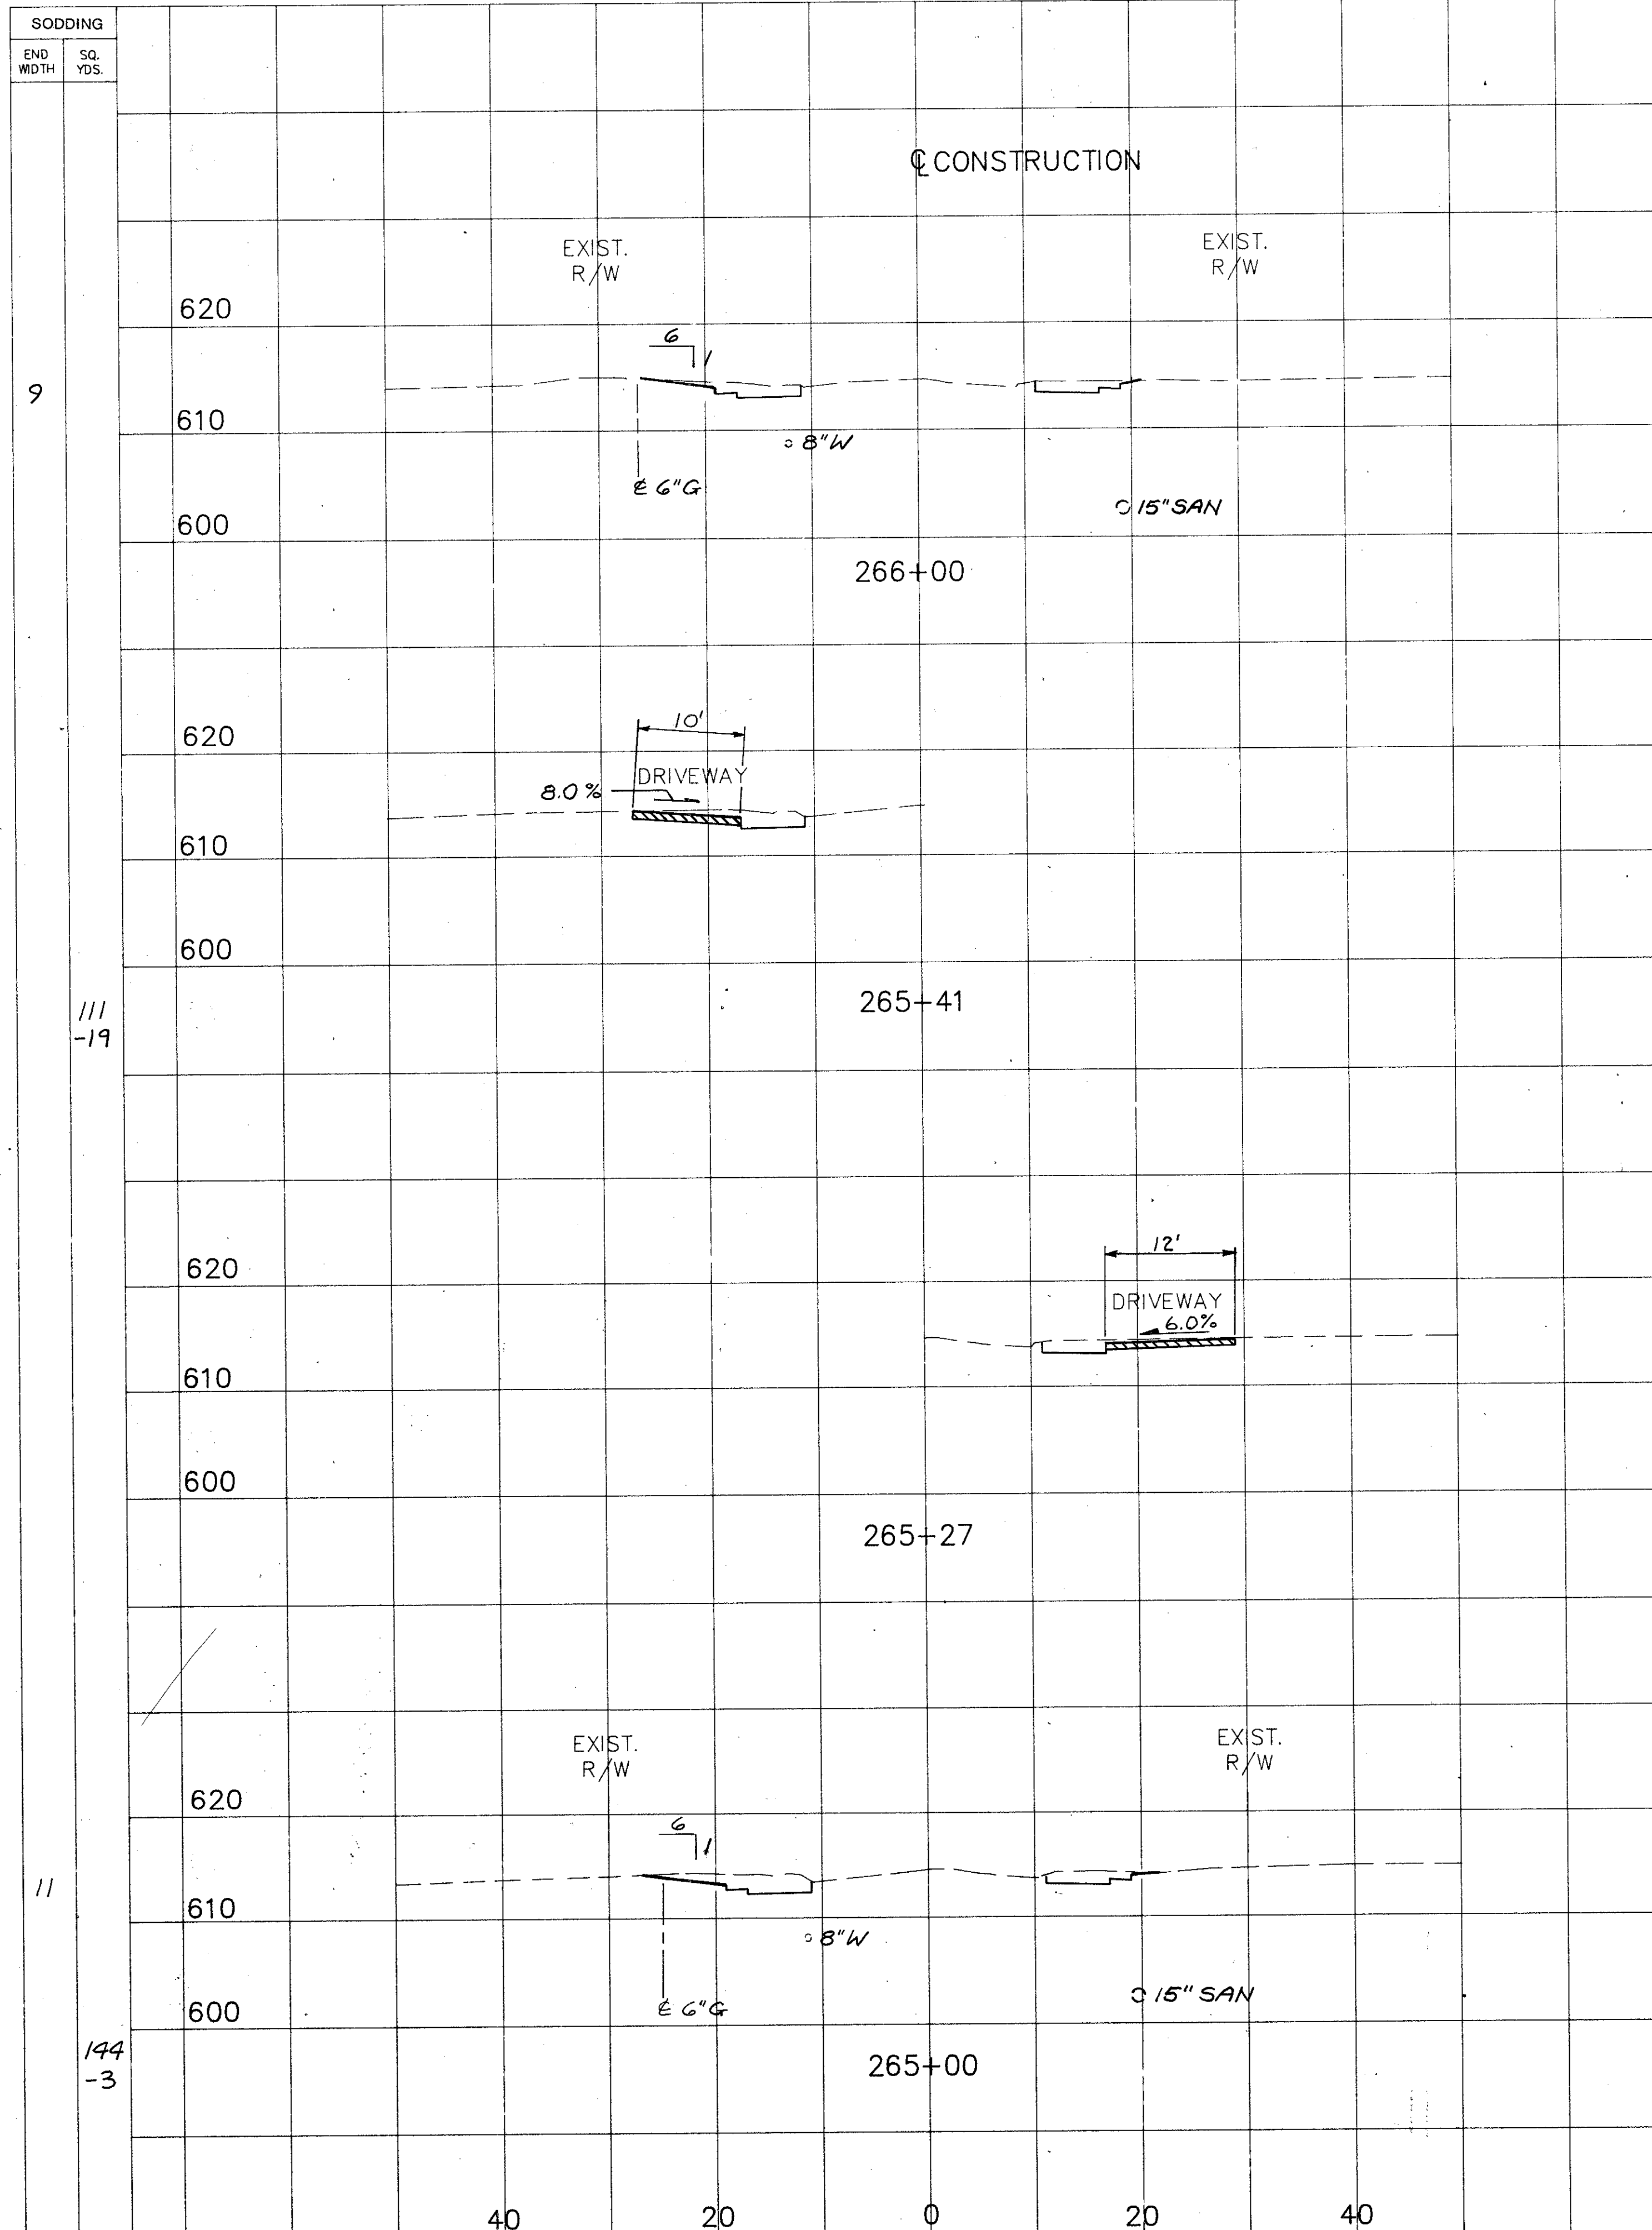 SODDING
END WIDTH
SQ. YDS.
℄ CONSTRUCTION
EXIST.
R/W
EXIST.
R/W
620
6
1
9
610
8"W
℄ 6"G
15"SAN
600
266+00
10'
620
DRIVEWAY
8.0%
610
600
265+41
111
-19
12'
620
DRIVEWAY
6.0%
610
600
265+27
EXIST.
R/W
EXIST.
R/W
620
6
1
11
610
8"W
15" SAN
℄ 6"G
600
144
-3
265+00
40
20
0
20
40